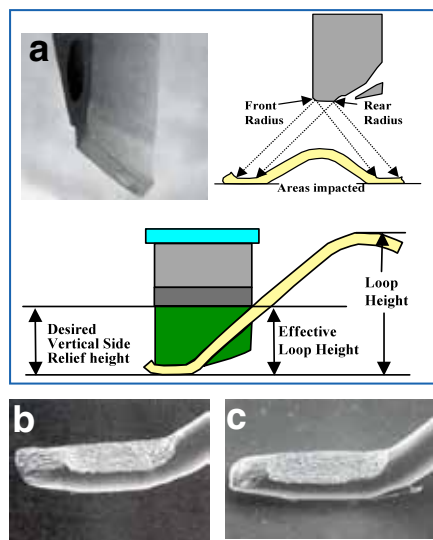 a
Front
Radius
Rear
Radius
Areas impacted
Desired
Vertical Side
Relief height
Effective
Loop Height
Loop
Height
b
c